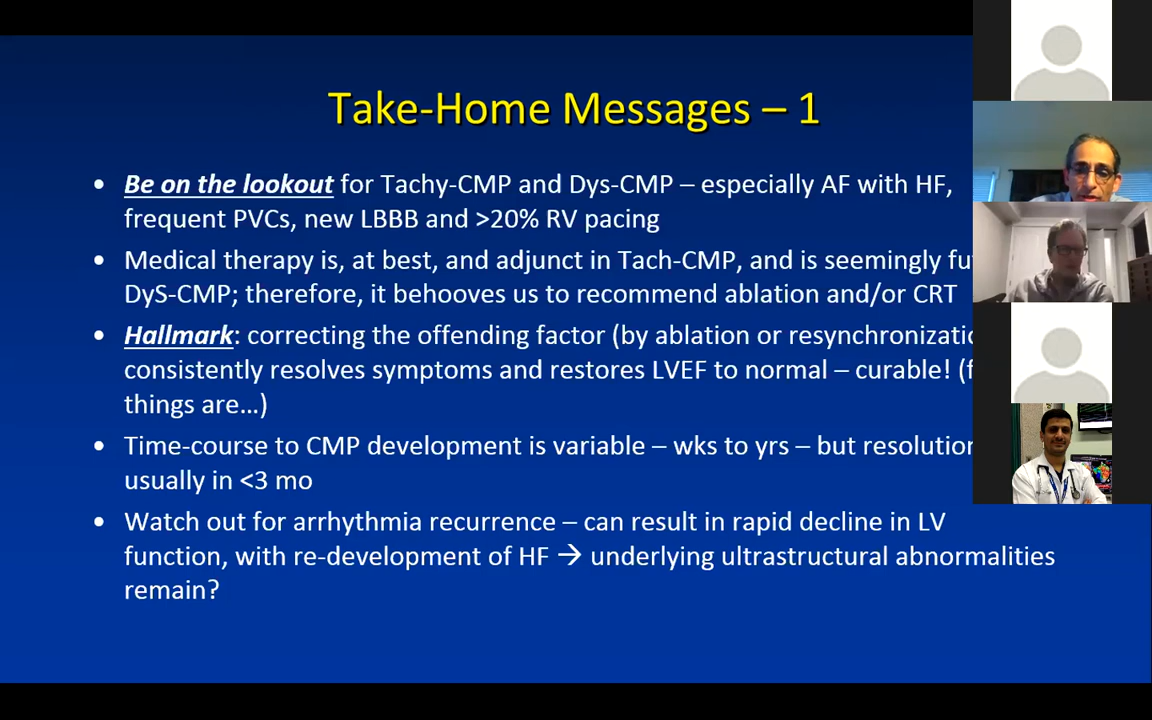 Take-Home Messages – 1
• Be on the lookout for Tachy-CMP and Dys-CMP – especially AF with HF,
frequent PVCs, new LBBB and >20% RV pacing
• Medical therapy is, at best, and adjunct in Tach-CMP, and is seemingly
DyS-CMP; therefore, it behooves us to recommend ablation and/or CRT
• Hallmark: correcting the offending factor (by ablation or
consistently resolves symptoms and restores LVEF to normal – curable!
things are…)
• Time-course to CMP development is variable – wks to yrs – but resolution
usually in <3 mo
• Watch out for arrhythmia recurrence – can result in rapid decline in LV
function, with re-development of HF → underlying ultrastructural abnormalities
remain?